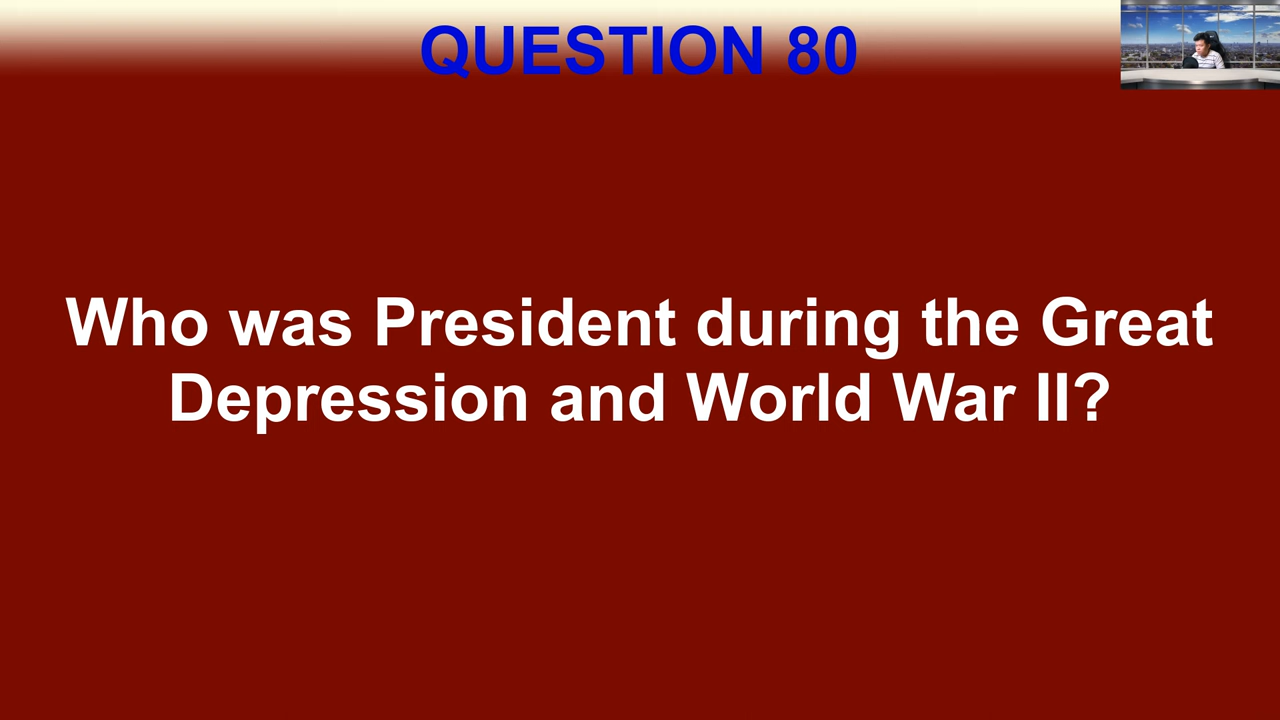 QUESTION 80
Who was President during the Great
Depression and World War II?